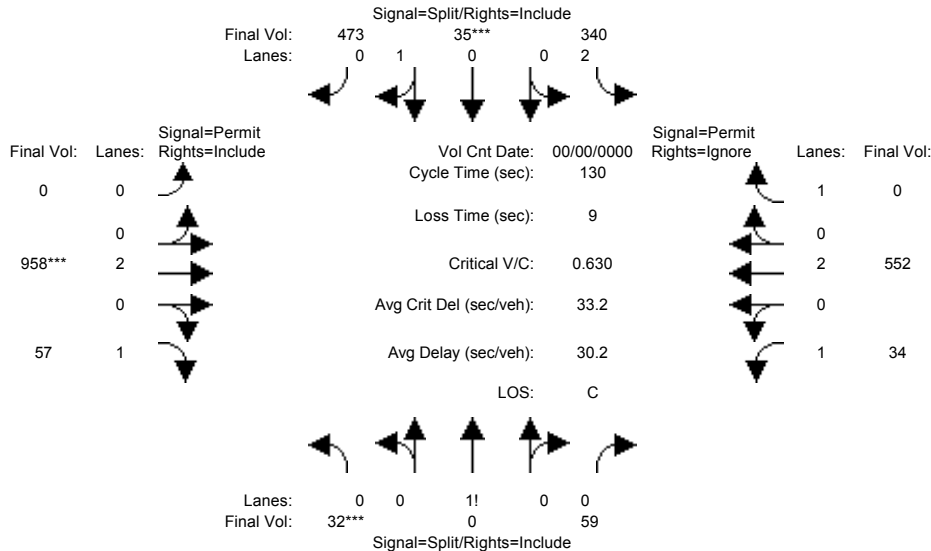 Signal=Split/Rights=Include
Final Vol: 473 35*** 340
Lanes: 0 1 0 0 2
Signal=Permit Signal=Permit
Final Vol: Lanes: Rights=Include Vol Cnt Date: 00/00/0000 Rights=Ignore Lanes: Final Vol:
Cycle Time (sec): 130
0 0 1 0
Loss Time (sec): 9
0 0
958*** 2 Critical V/C: 0.630 2 552
0 Avg Crit Del (sec/veh): 33.2 0
57 1 Avg Delay (sec/veh): 30.2 1 34
LOS: C
Lanes: 0 0 1! 0 0
Final Vol: 32*** 0 59
Signal=Split/Rights=Include